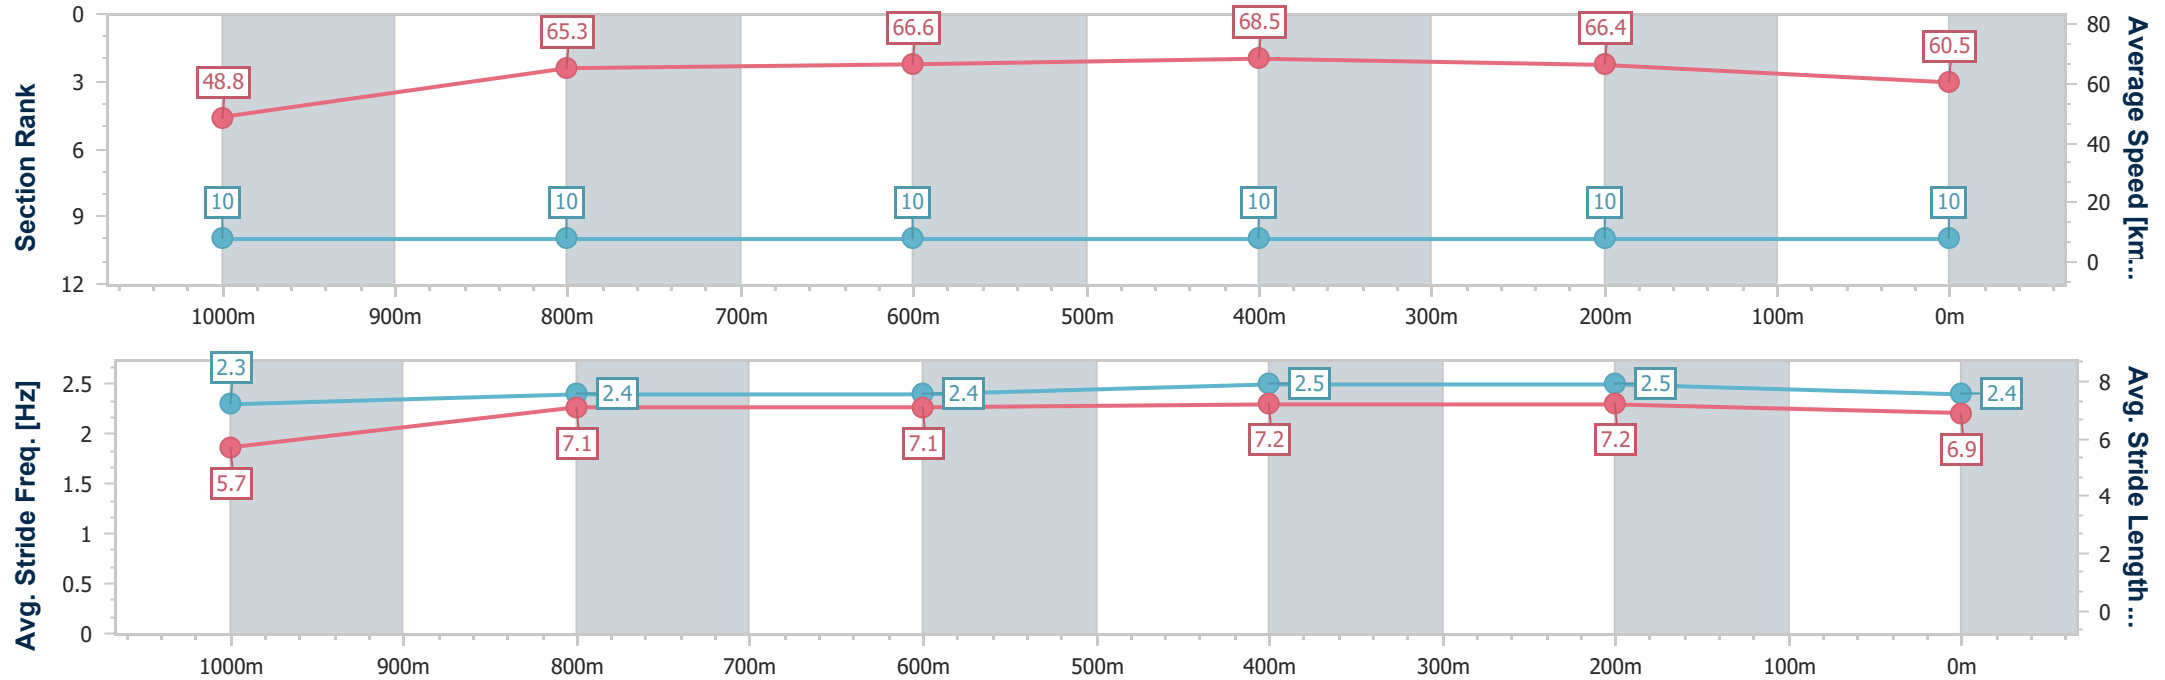 Section Rank
0
3
6
9
12
48.8
65.3
66.6
68.5
66.4
60.5
10
10
10
10
10
10
80
60
40
20
0
Average Speed [km...
1000m
900m
800m
700m
600m
500m
400m
300m
200m
100m
0m
Avg. Stride Freq. [Hz]
2.5
2
1.5
1
0.5
0
2.3
2.4
2.4
2.5
2.5
2.4
5.7
7.1
7.1
7.2
7.2
6.9
8
6
4
2
0
Avg. Stride Length...
1000m
900m
800m
700m
600m
500m
400m
300m
200m
100m
0m